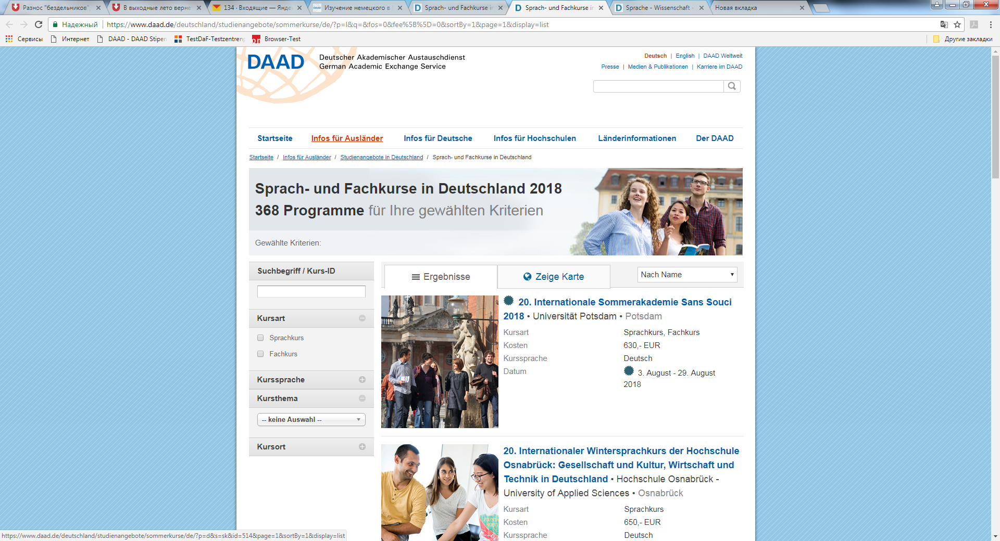 Разнос "бездельников",
В выходные лето верне
134 · Входящие — Яндек
Изучение немецкого в
Sprach- und Fachkurse in
Sprach- und Fachkurse in
Sprache - Wissenschaft -
Новая вкладка
Надежный
https://www.daad.de/deutschland/studienangebote/sommerkurse/de/?p=l&q=&fos=0&fee%5B%5D=0&sortBy=1&page=1&display=list
Сервисы
Интернет
DAAD - DAAD Stipen
TestDaF-Testzentren
Browser-Test
Другие закладки
DAAD
Deutscher Akademischer Austauschdienst
German Academic Exchange Service
Deutsch | English | DAAD Weltweit
Presse | Medien & Publikationen | Karriere im DAAD
Startseite
Infos für Ausländer
Infos für Deutsche
Infos für Hochschulen
Länderinformationen
Der DAAD
Startseite / Infos für Ausländer / Studienangebote in Deutschland / Sprach- und Fachkurse in Deutschland
Sprach- und Fachkurse in Deutschland 2018
368 Programme für Ihre gewählten Kriterien
Gewählte Kriterien:
Suchbegriff / Kurs-ID
Kursart
Sprachkurs
Fachkurs
Kurssprache
Kursthema
-- keine Auswahl --
Kursort
Ergebnisse
Zeige Karte
Nach Name
20. Internationale Sommerakademie Sans Souci
2018 • Universität Potsdam • Potsdam
Kursart Sprachkurs, Fachkurs
Kosten 630,- EUR
Kurssprache Deutsch
Datum 3. August - 29. August
2018
20. Internationaler Wintersprachkurs der Hochschule
Osnabrück: Gesellschaft und Kultur, Wirtschaft und
Technik in Deutschland • Hochschule Osnabrück -
University of Applied Sciences • Osnabrück
Kursart Sprachkurs
Kosten 650,- EUR
Kurssprache Deutsch
https://www.daad.de/deutschland/studienangebote/sommerkurse/de/?p=d&s=sk&id=514&page=1&sortBy=1&display=list